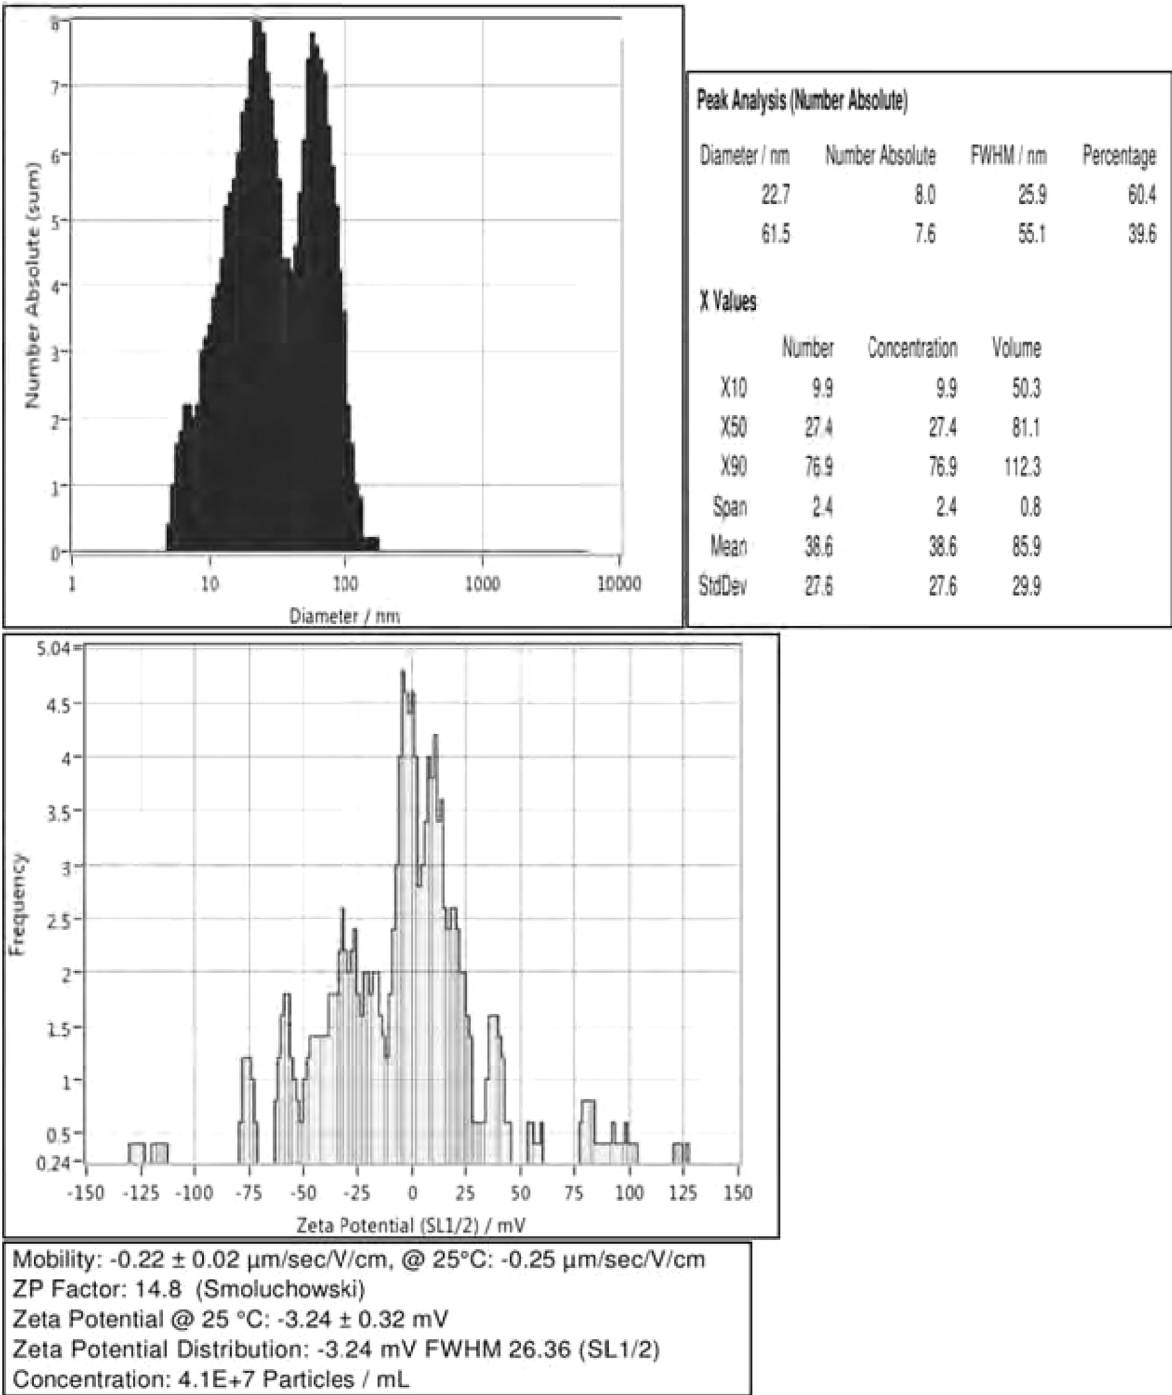 8
7
6
5
4
3
2
1
0
Number Absolute (sum)
1 10 100 1000 10000
Diameter / nm
Peak Analysis (Number Absolute)
Diameter / nm Number Absolute FWHM / nm Percentage
22.7 8.0 25.9 60.4
61.5 7.6 55.1 39.6
X Values
Number Concentration Volume
X10 9.9 9.9 50.3
X50 27.4 27.4 81.1
X90 76.9 76.9 112.3
Span 2.4 2.4 0.8
Mean 38.6 38.6 85.9
StdDev 27.6 27.6 29.9
5.04
4.5
4
3.5
3
2.5
2
1.5
1
0.5
0.24
Frequency
-150 -125 -100 -75 -50 -25 0 25 50 75 100 125 150
Zeta Potential (SL1/2) / mV
Mobility: -0.22 ± 0.02 µm/sec/V/cm, @ 25°C: -0.25 µm/sec/V/cm
ZP Factor: 14.8 (Smoluchowski)
Zeta Potential @ 25 °C: -3.24 ± 0.32 mV
Zeta Potential Distribution: -3.24 mV FWHM 26.36 (SL1/2)
Concentration: 4.1E+7 Particles / mL